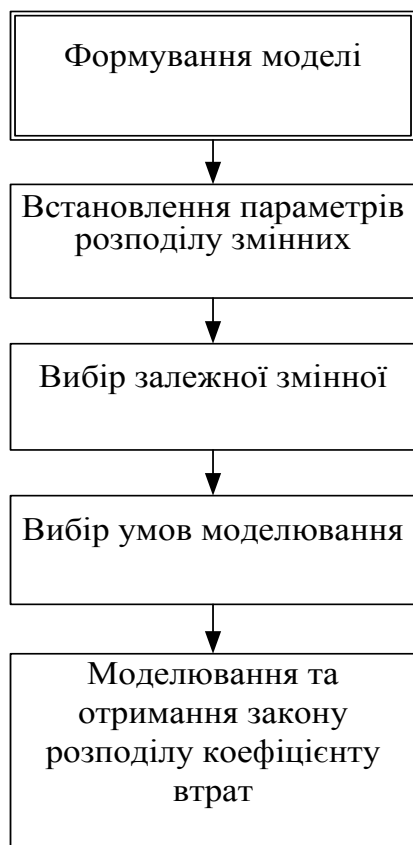 Формування моделі
Встановлення параметрів
розподілу змінних
Вибір залежної змінної
Вибір умов моделювання
Моделювання та
отримання закону
розподілу коефіцієнту
втрат